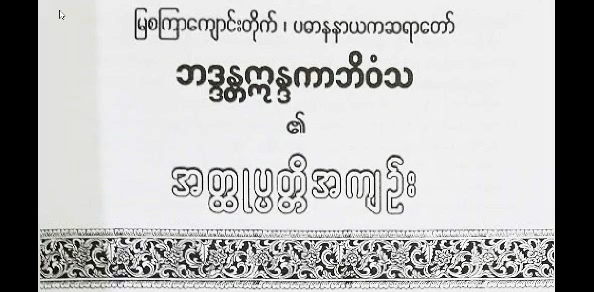 မြစကြာကျောင်းတိုက်၊ ပဓာနနာယကဆရာတော်
ဘဒ္ဒန္တဣန္ဒကာဘိဝံသ
၏
အတ္ထုပ္ပတ္တိအကျဉ်း